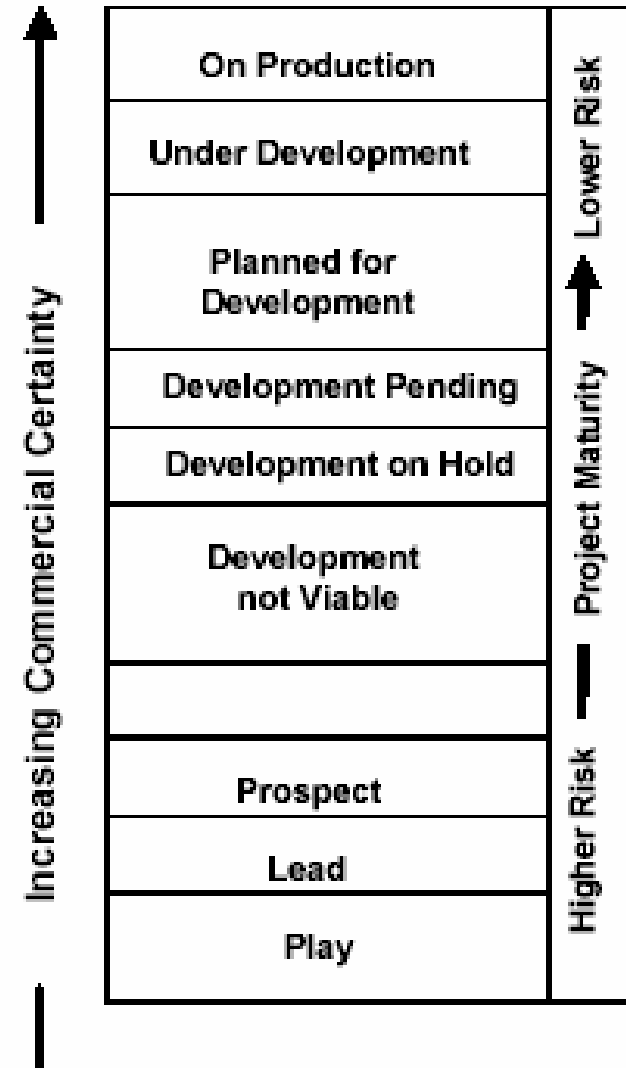 On Production
Under Development
Planned for
Development
Development Pending
Development on Hold
Development
not Viable
Prospect
Lead
Play
Increasing Commercial Certainty
Lower Risk
Project Maturity
Higher Risk